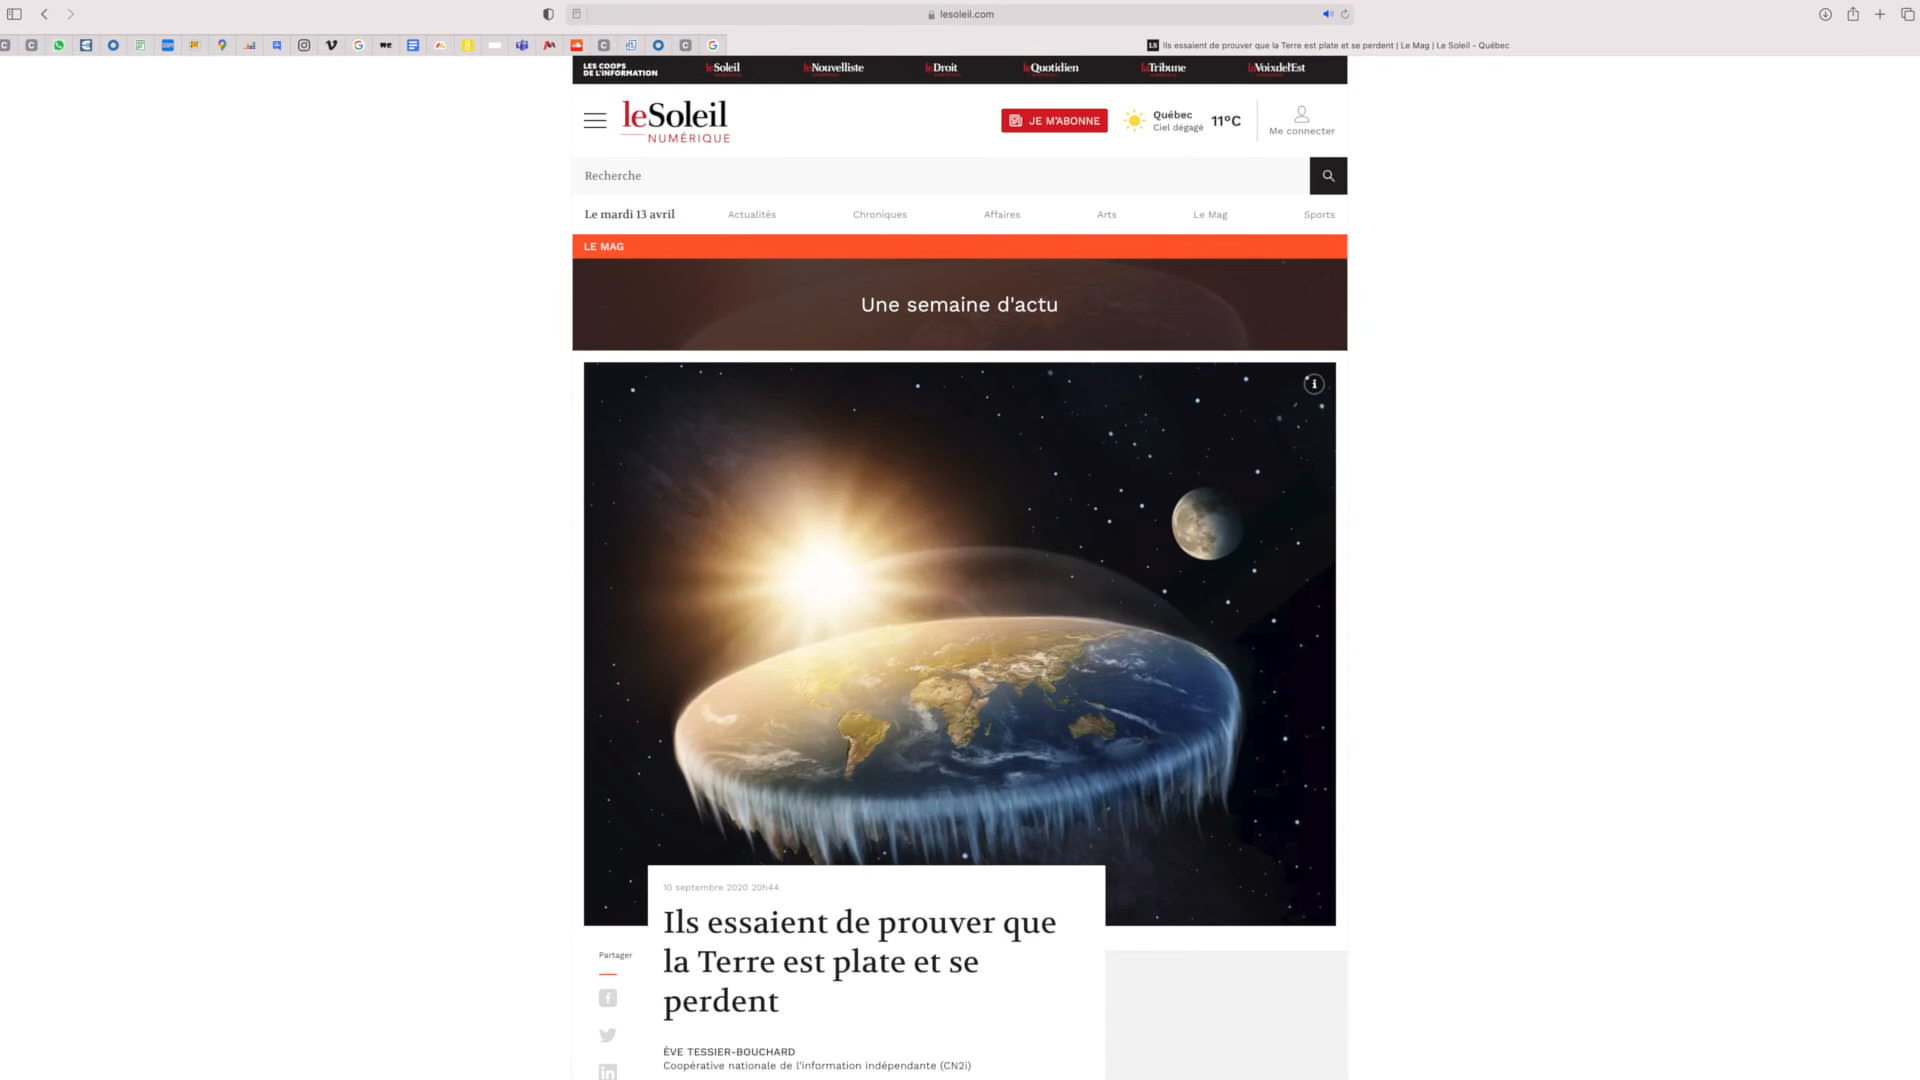 lesoleil.com
Ils essaient de prouver que la Terre est plate et se perdent | Le Mag | Le Soleil - Québec
LES COOPS
DE L'INFORMATION
leSoleil
leNouvelliste
leDroit
leQuotidien
laTribune
laVoixdel'Est
leSoleil
NUMÉRIQUE
JE M'ABONNE
Québec
Ciel dégagé
11°C
Me connecter
Recherche
Le mardi 13 avril
Actualités
Chroniques
Affaires
Arts
Le Mag
Sports
LE MAG
Une semaine d'actu
10 septembre 2020 20h44
Ils essaient de prouver que
la Terre est plate et se
perdent
Partager
ÈVE TESSIER-BOUCHARD
Coopérative nationale de l'information indépendante (CN2i)